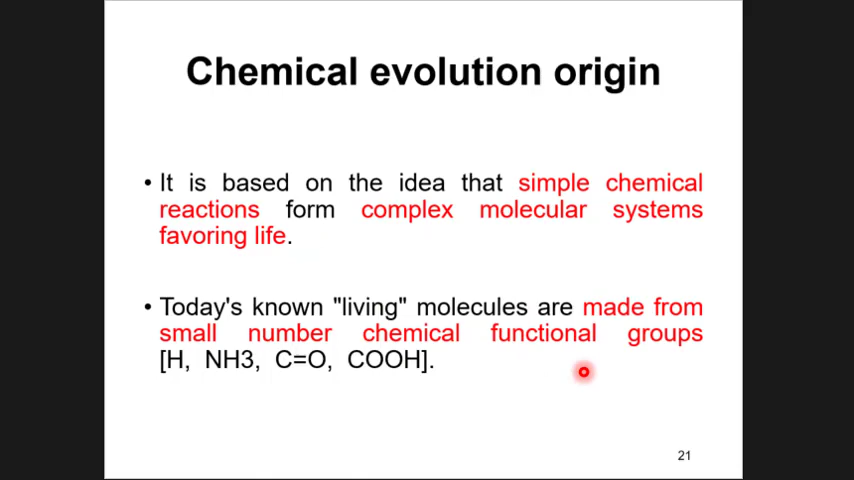 Chemical evolution origin
• It is based on the idea that simple chemical
reactions form complex molecular systems
favoring life.
• Today's known "living" molecules are made from
small number chemical functional groups
[H, NH3, C=O, COOH].
21